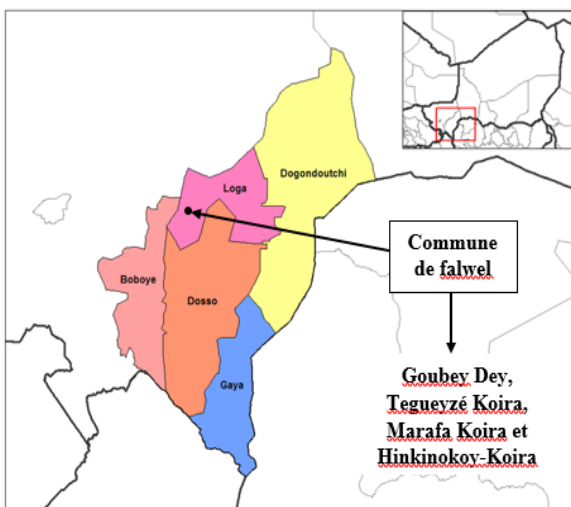 Dogondoutchi
Loga
Commune
de falwel
Boboye
Dosso
Gaya
Goubey Dey,
Tegueyzé Koira,
Marafa Koira et
Hinkinokoy-Koira